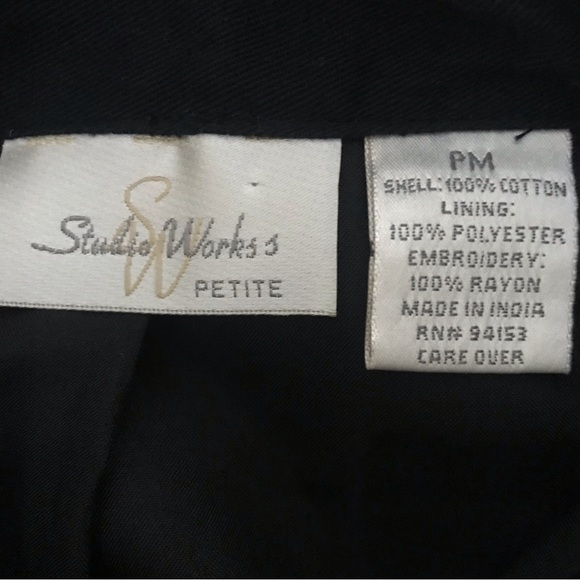 SW
Studio Works s
PETITE
PM
SHELL:100% COTTON
LINING:
100% POLYESTER
EMBROIDERY:
100% RAYON
MADE IN INDIA
RN# 94153
CARE OVER